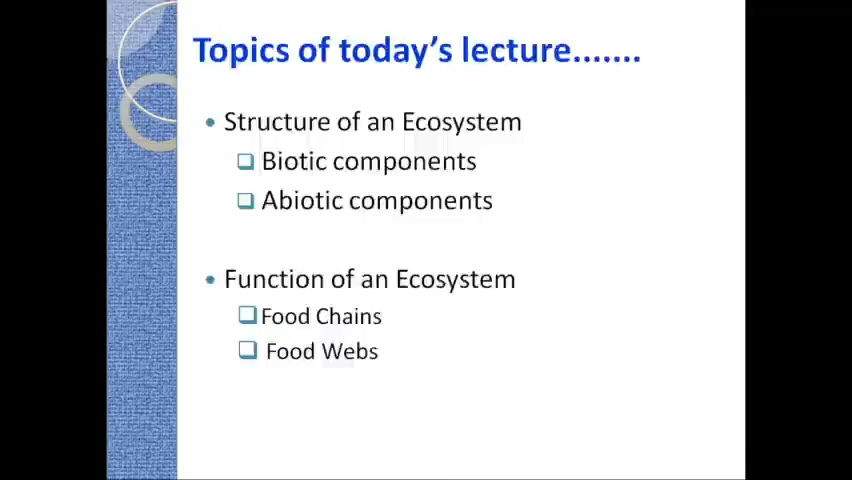 Topics of today's lecture.......
Structure of an Ecosystem
Biotic components
Abiotic components
Function of an Ecosystem
Food Chains
Food Webs